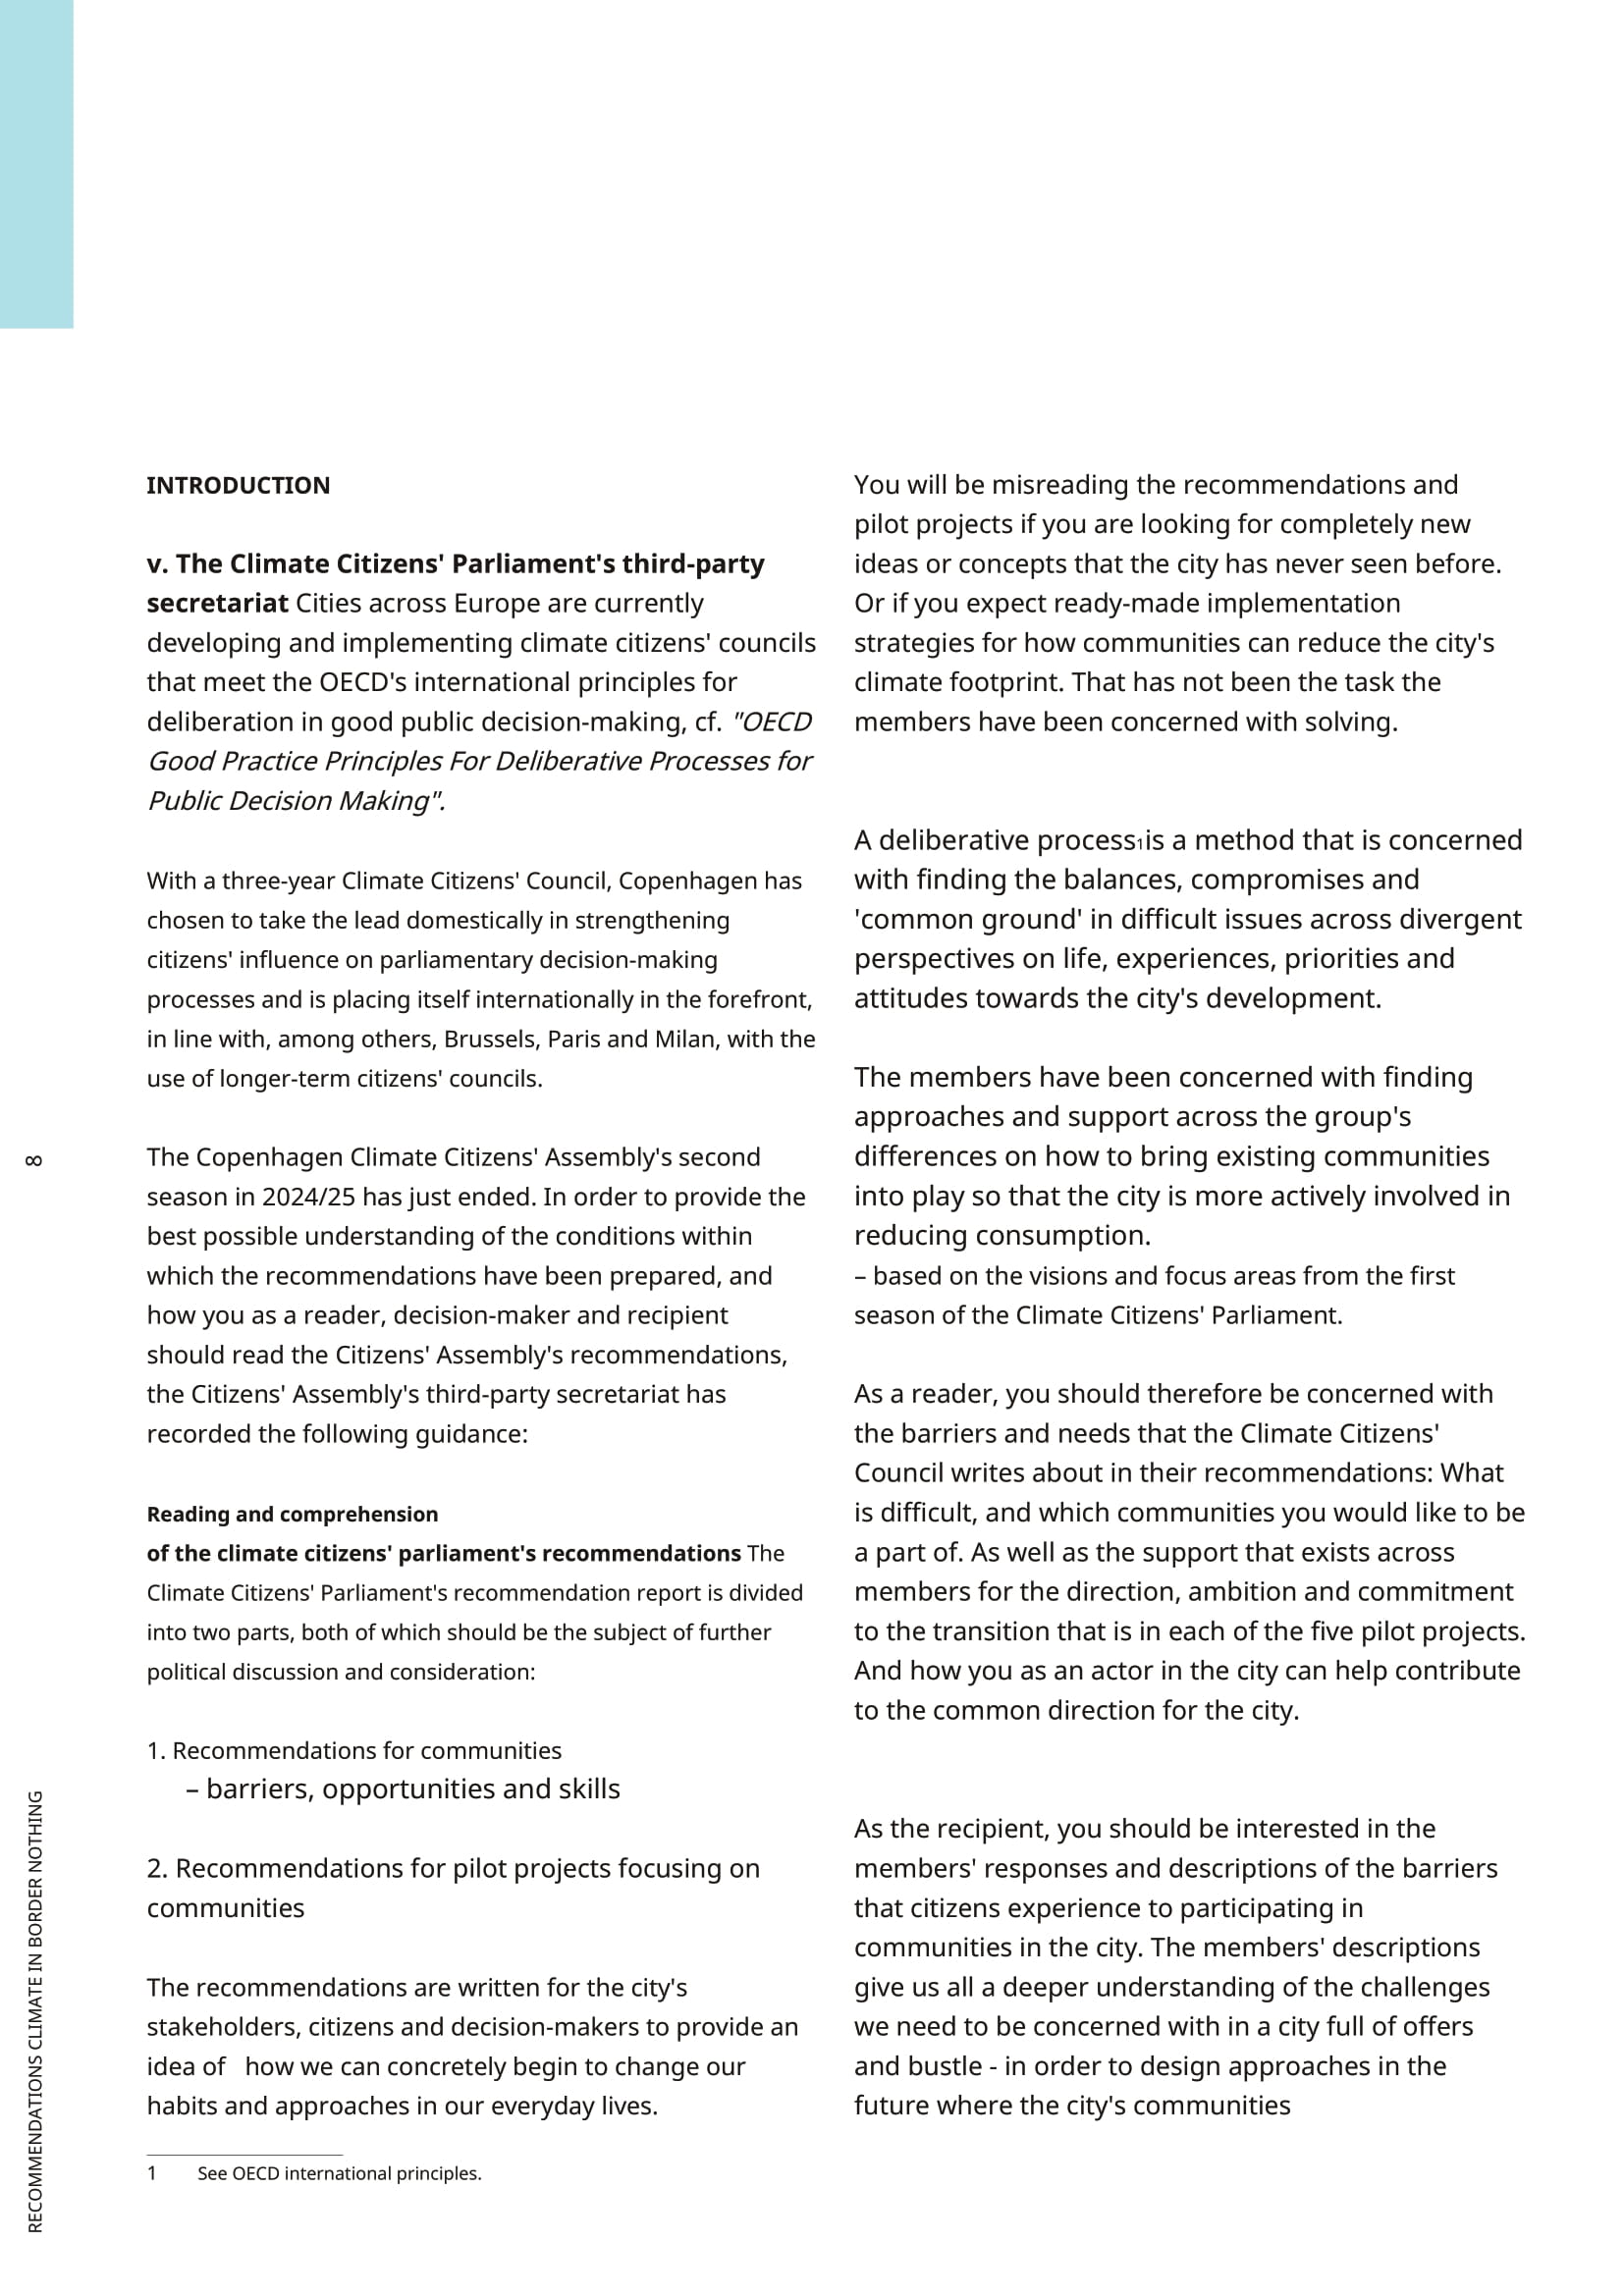 INTRODUCTION
v. The Climate Citizens' Parliament's third-party
secretariat Cities across Europe are currently
developing and implementing climate citizens' councils
that meet the OECD's international principles for
deliberation in good public decision-making, cf. "OECD
Good Practice Principles For Deliberative Processes for
Public Decision Making".
With a three-year Climate Citizens' Council, Copenhagen has
chosen to take the lead domestically in strengthening
citizens' influence on parliamentary decision-making
processes and is placing itself internationally in the forefront,
in line with, among others, Brussels, Paris and Milan, with the
use of longer-term citizens' councils.
The Copenhagen Climate Citizens' Assembly's second
season in 2024/25 has just ended. In order to provide the
best possible understanding of the conditions within
which the recommendations have been prepared, and
how you as a reader, decision-maker and recipient
should read the Citizens' Assembly's recommendations,
the Citizens' Assembly's third-party secretariat has
recorded the following guidance:
Reading and comprehension
of the climate citizens' parliament's recommendations The
Climate Citizens' Parliament's recommendation report is divided
into two parts, both of which should be the subject of further
political discussion and consideration:
1. Recommendations for communities
– barriers, opportunities and skills
2. Recommendations for pilot projects focusing on
communities
The recommendations are written for the city's
stakeholders, citizens and decision-makers to provide an
idea of how we can concretely begin to change our
habits and approaches in our everyday lives.
1 See OECD international principles.
You will be misreading the recommendations and
pilot projects if you are looking for completely new
ideas or concepts that the city has never seen before.
Or if you expect ready-made implementation
strategies for how communities can reduce the city's
climate footprint. That has not been the task the
members have been concerned with solving.
A deliberative process1is a method that is concerned
with finding the balances, compromises and
'common ground' in difficult issues across divergent
perspectives on life, experiences, priorities and
attitudes towards the city's development.
The members have been concerned with finding
approaches and support across the group's
differences on how to bring existing communities
into play so that the city is more actively involved in
reducing consumption.
– based on the visions and focus areas from the first
season of the Climate Citizens' Parliament.
As a reader, you should therefore be concerned with
the barriers and needs that the Climate Citizens'
Council writes about in their recommendations: What
is difficult, and which communities you would like to be
a part of. As well as the support that exists across
members for the direction, ambition and commitment
to the transition that is in each of the five pilot projects.
And how you as an actor in the city can help contribute
to the common direction for the city.
As the recipient, you should be interested in the
members' responses and descriptions of the barriers
that citizens experience to participating in
communities in the city. The members' descriptions
give us all a deeper understanding of the challenges
we need to be concerned with in a city full of offers
and bustle - in order to design approaches in the
future where the city's communities
8
RECOMMENDATIONS CLIMATE IN BORDER NOTHING